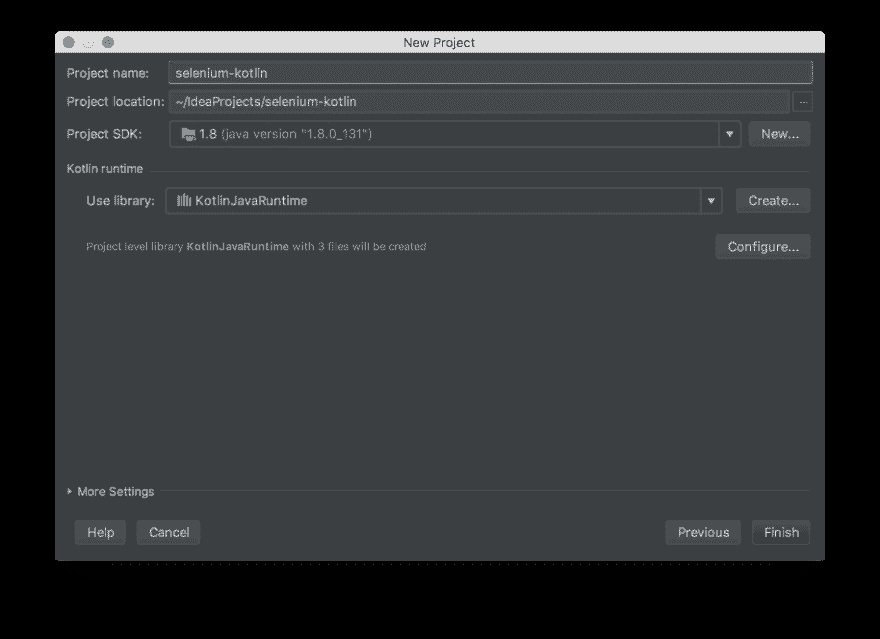 New Project
Project name: selenium-kotlin
Project location: ~/IdeaProjects/selenium-kotlin ...
Project SDK: 1.8 (java version "1.8.0_131") New...
Kotlin runtime
Use library: KotlinJavaRuntime Create...
Project level library KotlinJavaRuntime with 3 files will be created Configure...
More Settings
Help Cancel Previous Finish